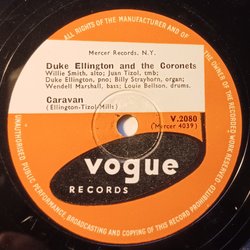 ALL RIGHTS OF THE MANUFACTURER AND OF
THE OWNER OF THE RECORDED WORK RESERVED
UNAUTHORISED PUBLIC PERFORMANCE BROADCASTING AND COPYING OF THIS RECORD PROHIBITED
Mercer Records, N.Y.
Duke Ellington and the Coronets
Willie Smith, alto; Juan Tizol, tmb;
Duke Ellington, pno; Billy Strayhorn, organ;
Wendell Marshall, bass; Louie Bellson, drums.
Caravan
(Ellington-Tizol-Mills)
V.2080
(Mercer 4039)
vogue
RECORDS